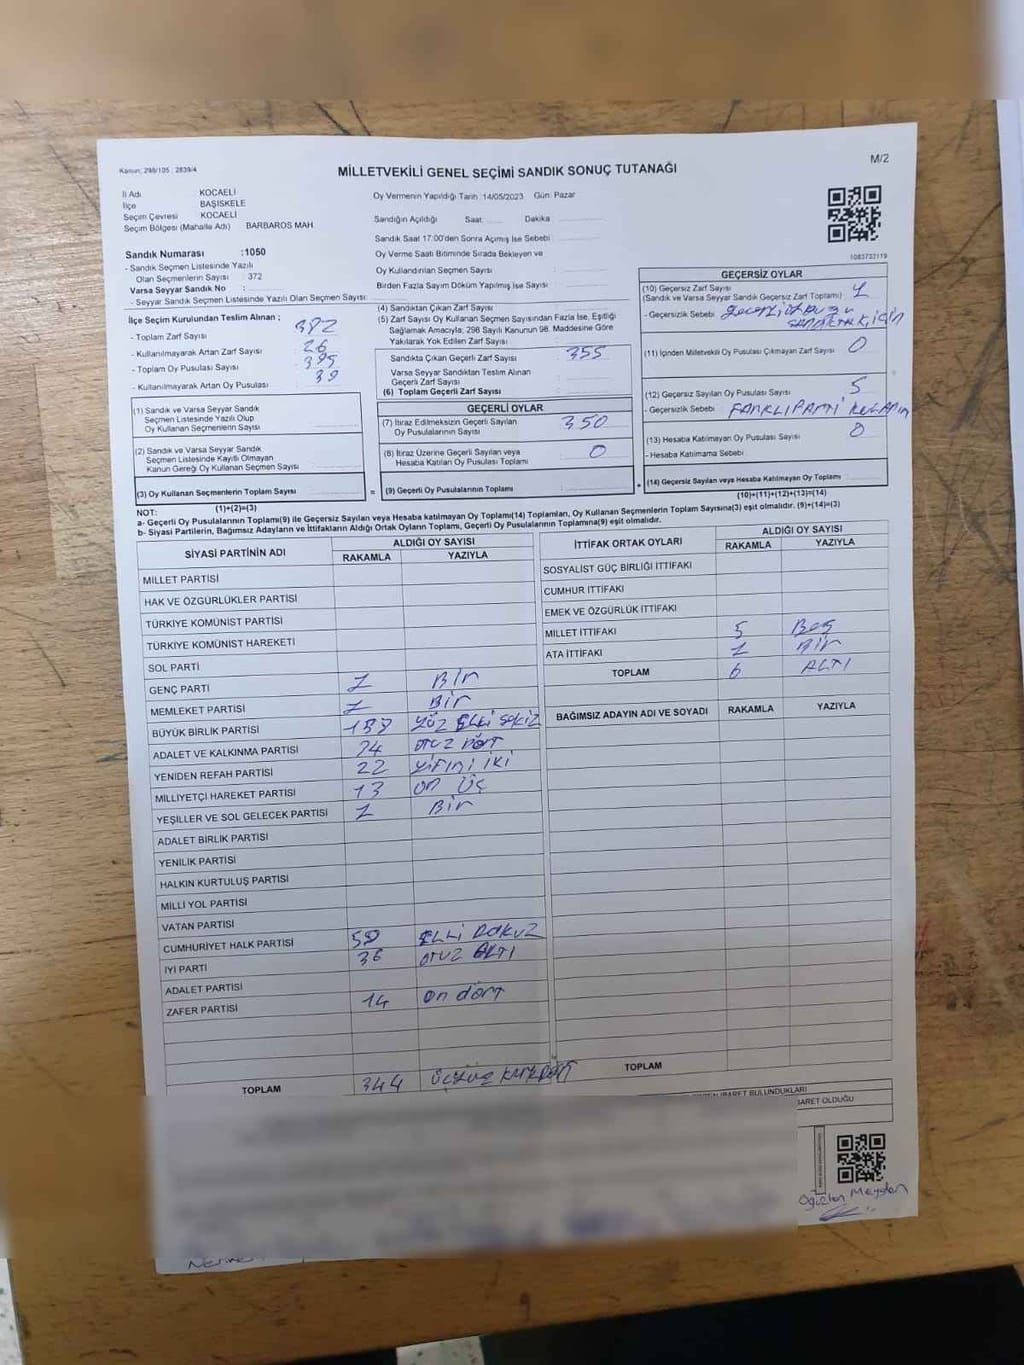 Kanun: 298/105 : 2839/4
MİLLETVEKİLİ GENEL SEÇİMİ SANDIK SONUÇ TUTANAĞI
M/2
İl Adı KOCAELİ
İlçe BAŞİSKELE
Seçim Çevresi KOCAELİ
Seçim Bölgesi (Mahalle Adı) BARBAROS MAH
Oy Vermenin Yapıldığı Tarih :14/05/2023 Gün: Pazar
Sandığın Açıldığı Saat: Dakika
Sandık Saat 17:00'den Sonra Açmış İse Sebebi :
Oy Verme Saati Bitiminde Sırada Bekleyen ve
Oy Kullandırılan Seçmen Sayısı
Birden Fazla Sayım Döküm Yapılmış İse Sayısı :
1083733119
Sandık Numarası :1050
- Sandık Seçmen Listesinde Yazılı
Olan Seçmenlerin Sayısı : 372
Varsa Seyyar Sandık No :
- Seyyar Sandık Seçmen Listesinde Yazılı Olan Seçmen Sayısı:
İlçe Seçim Kurulundan Teslim Alınan ;
- Toplam Zarf Sayısı 382
- Kullanılmayarak Artan Zarf Sayısı 26
- Toplam Oy Pusulası Sayısı 395
- Kullanılmayarak Artan Oy Pusulası 39
(1) Sandık ve Varsa Seyyar Sandık
Seçmen Listesinde Yazılı Olup
Oy Kullanan Seçmenlerin Sayısı :
(2) Sandık ve Varsa Seyyar Sandık
Seçmen Listesinde Kayıtlı Olmayan
Kanun Gereği Oy Kullanan Seçmen Sayısı :
(3) Oy Kullanan Seçmenlerin Toplam Sayısı :
(1)+(2)=(3)
(4) Sandıktan Çıkan Zarf Sayısı :
(5) Zarf Sayısı Oy Kullanan Seçmen Sayısından Fazla İse, Eşitliği
Sağlamak Amacıyla; 298 Sayılı Kanunun 98. Maddesine Göre
Yakılarak Yok Edilen Zarf Sayısı :
Sandıkta Çıkan Geçerli Zarf Sayısı : 355
Varsa Seyyar Sandıktan Teslim Alınan
Geçerli Zarf Sayısı :
(6) Toplam Geçerli Zarf Sayısı :
GEÇERLİ OYLAR
(7) İtiraz Edilmeksizin Geçerli Sayılan
Oy Pusulalarının Sayısı : 350
(8) İtiraz Üzerine Geçerli Sayılan veya
Hesaba Katılan Oy Pusulası Toplamı : 0
= (9) Geçerli Oy Pusulalarının Toplamı :
GEÇERSİZ OYLAR
(10) Geçersiz Zarf Sayısı 1
(Sandık ve Varsa Seyyar Sandık Geçersiz Zarf Toplamı)
- Geçersizlik Sebebi :
(11) İçinden Milletvekili Oy Pusulası Çıkmayan Zarf Sayısı 0
(12) Geçersiz Sayılan Oy Pusulası Sayısı 5
- Geçersizlik Sebebi : FARKLI PARTİ
(13) Hesaba Katılmayan Oy Pusulası Sayısı 0
- Hesaba Katılmama Sebebi :
+ (14) Geçersiz Sayılan veya Hesaba Katılmayan Oy Toplamı :
(10)+(11)+(12)+(13)=(14)
NOT:
a- Geçerli Oy Pusulalarının Toplamı(9) ile Geçersiz Sayılan veya Hesaba katılmayan Oy Toplamı(14) Toplamları, Oy Kullanan Seçmenlerin Toplam Sayısına(3) eşit olmalıdır. (9)+(14)=(3)
b- Siyasi Partilerin, Bağımsız Adayların ve İttifakların Aldığı Ortak Oyların Toplamı, Geçerli Oy Pusulalarının Toplamına(9) eşit olmalıdır.
SİYASİ PARTİNİN ADI ALDIĞI OY SAYISI
RAKAMLA YAZIYLA
MİLLET PARTİSİ
HAK VE ÖZGÜRLÜKLER PARTİSİ
TÜRKİYE KOMÜNİST PARTİSİ
TÜRKİYE KOMÜNİST HAREKETİ
SOL PARTİ
GENÇ PARTİ 1 Bir
MEMLEKET PARTİSİ 1 Bir
BÜYÜK BİRLİK PARTİSİ YÜZ ELLİ SEKİZ
ADALET VE KALKINMA PARTİSİ OTUZ DÖRT
YENİDEN REFAH PARTİSİ 22 yirmi iki
MİLLİYETÇİ HAREKET PARTİSİ 13 on üç
YEŞİLLER VE SOL GELECEK PARTİSİ 1 Bir
ADALET BİRLİK PARTİSİ
YENİLİK PARTİSİ
HALKIN KURTULUŞ PARTİSİ
MİLLİ YOL PARTİSİ
VATAN PARTİSİ
CUMHURİYET HALK PARTİSİ 59 ELLİ DOKUZ
İYİ PARTİ 36 OTUZ ALTI
ADALET PARTİSİ
ZAFER PARTİSİ 14 on dört
TOPLAM 344 üçyüz kırkdört
İTTİFAK ORTAK OYLARI ALDIĞI OY SAYISI
RAKAMLA YAZIYLA
SOSYALİST GÜÇ BİRLİĞİ İTTİFAKI
CUMHUR İTTİFAKI
EMEK VE ÖZGÜRLÜK İTTİFAKI
MİLLET İTTİFAKI 5 Beş
ATA İTTİFAKI 1 Bir
TOPLAM 6 ALTI
BAĞIMSIZ ADAYIN ADI VE SOYADI RAKAMLA YAZIYLA
TOPLAM
İBARET BULUNDUKLARI
İBARET OLDUĞU
Oğuzhan Meydan